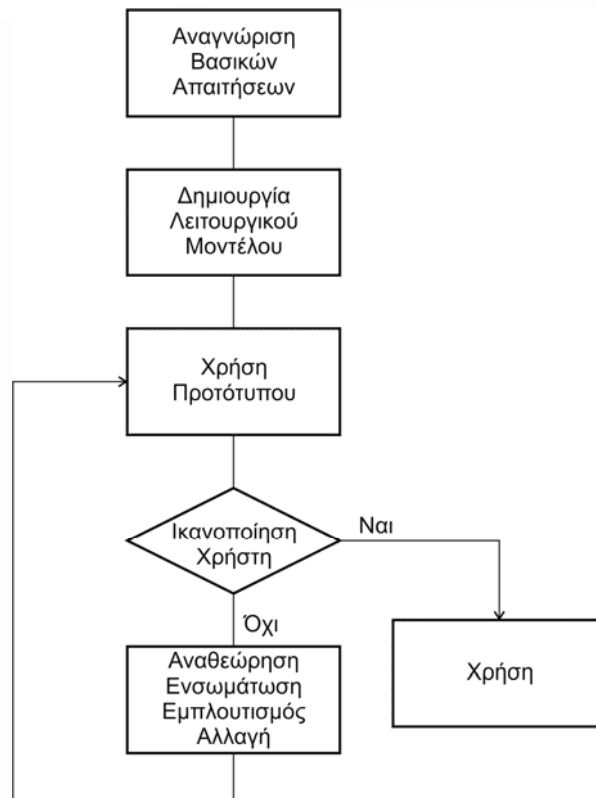 Αναγνώριση
Βασικών
Απαιτήσεων
Δημιουργία
Λειτουργικού
Μοντέλου
Χρήση
Προτότυπου
Ικανοποίηση
Χρήστη
Ναι
Όχι
Αναθεώρηση
Ενσωμάτωση
Εμπλουτισμός
Αλλαγή
Χρήση